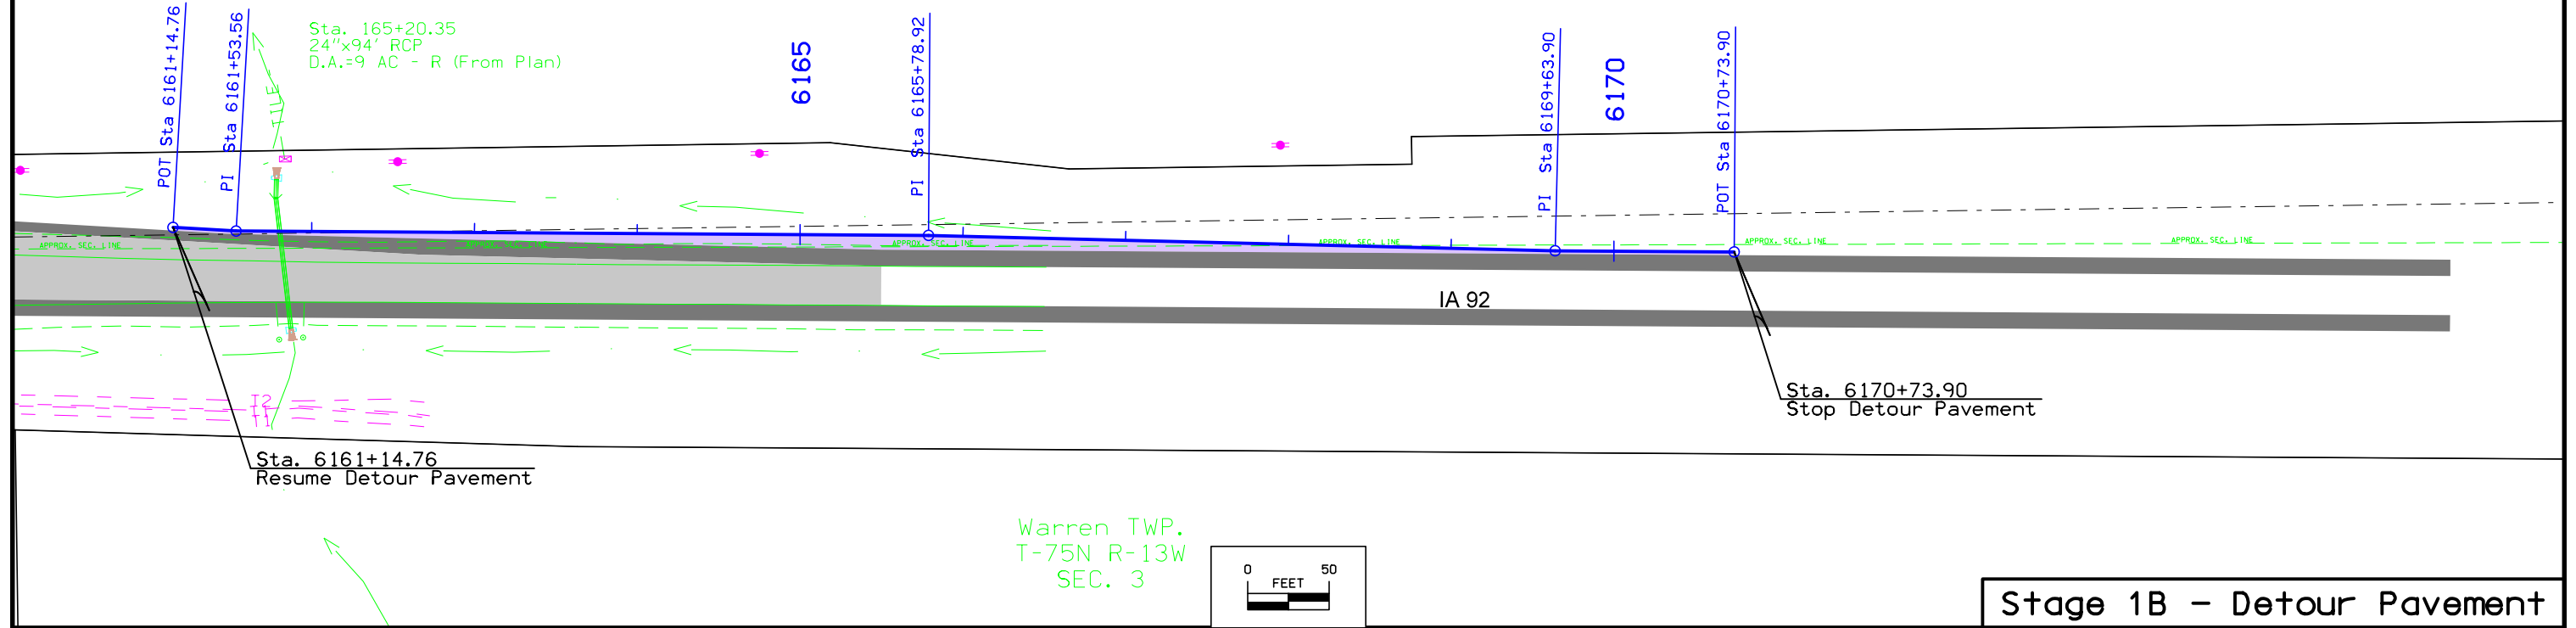 POT Sta 6161+14.76
PI Sta 6161+53.56
Sta. 165+20.35
24"x94' RCP
D.A.=9 AC - R (From Plan)
TILE
6165
PI Sta 6165+78.92
PI Sta 6169+63.90
6170
POT Sta 6170+73.90
APPROX. SEC. LINE
APPROX. SEC. LINE
APPROX. SEC. LINE
APPROX. SEC. LINE
APPROX. SEC. LINE
APPROX. SEC. LINE
IA 92
Sta. 6170+73.90
Stop Detour Pavement
T2
T1
Sta. 6161+14.76
Resume Detour Pavement
Warren TWP.
T-75N R-13W
SEC. 3
0 50
FEET
Stage 1B - Detour Pavement